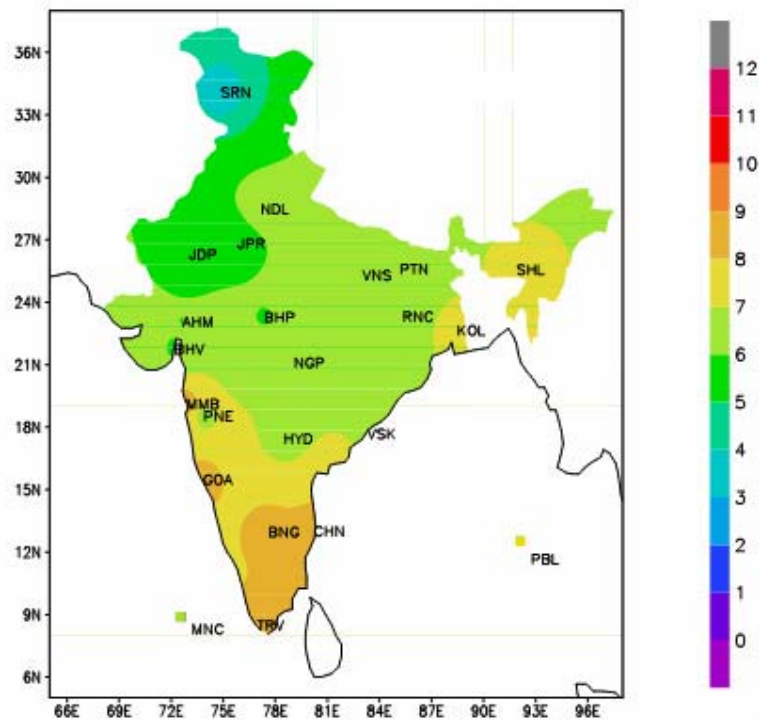 36N
33N
30N
27N
24N
21N
18N
15N
12N
9N
6N
66E 69E 72E 75E 78E 81E 84E 87E 90E 93E 96E
SRN
NDL
JPR
JDP
VNS
PTN
SHL
AHM
BHP
RNC
KOL
BHV
NGP
MMB
PNE
HYD
VSK
GOA
BNG
CHN
PBL
MNC
TRV
12
11
10
9
8
7
6
5
4
3
2
1
0